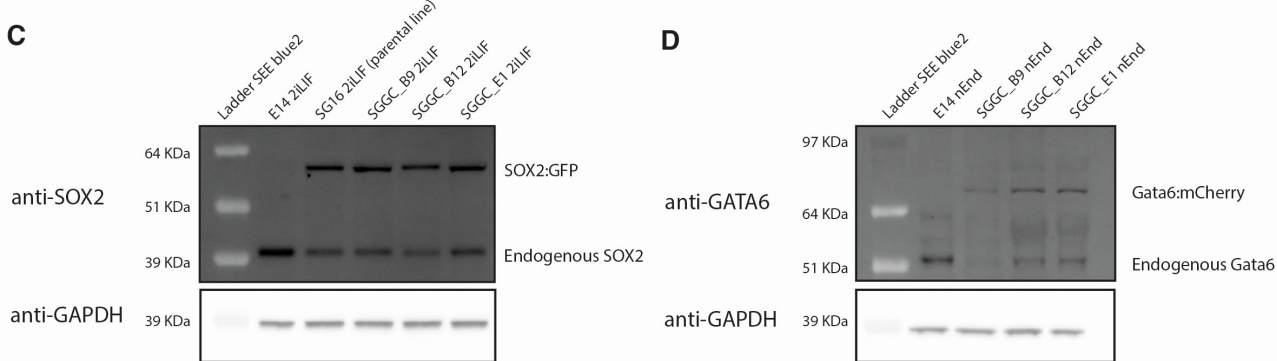 C
Ladder SEE blue2
E14 2iLIF
SG16 2iLIF (parental line)
SGGC_B9 2iLIF
SGGC_B12 2iLIF
SGGC_E1 2iLIF
anti-SOX2
64 KDa
51 KDa
39 KDa
SOX2:GFP
Endogenous SOX2
anti-GAPDH
39 KDa
D
Ladder SEE blue2
E14 nEnd
SGGC_B9 nEnd
SGGC_B12 nEnd
SGGC_E1 nEnd
anti-GATA6
97 KDa
64 KDa
51 KDa
Gata6:mCherry
Endogenous Gata6
anti-GAPDH
39 KDa